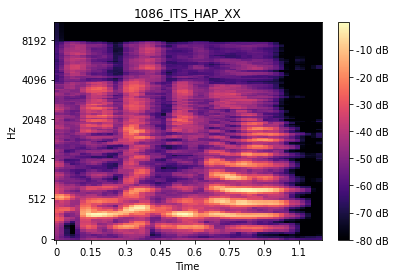 1086_ITS_HAP_XX
Hz
8192
4096
2048
1024
512
0
0 0.15 0.3 0.45 0.6 0.75 0.9 1.1
Time
-10 dB
-20 dB
-30 dB
-40 dB
-50 dB
-60 dB
-70 dB
-80 dB